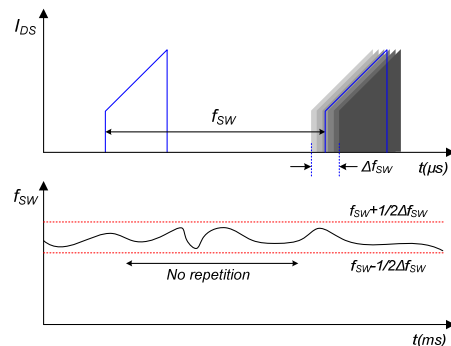 I_DS
f_SW
Δf_SW
t(μs)
f_SW
f_SW+1/2Δf_SW
No repetition
f_SW-1/2Δf_SW
t(ms)